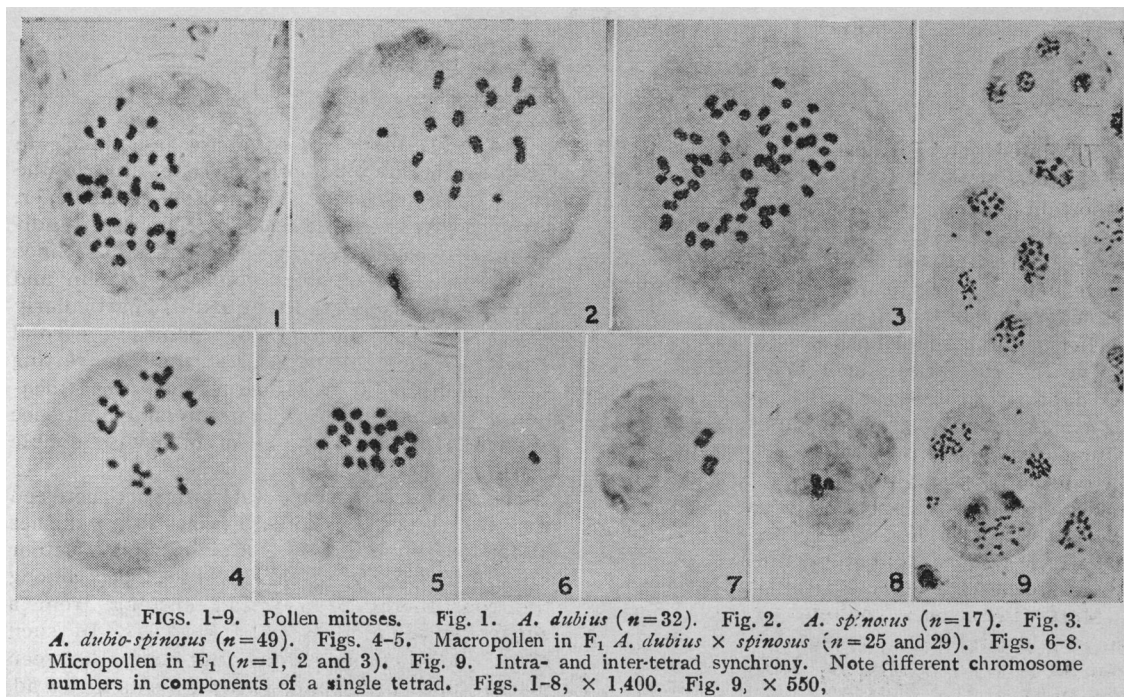 1
2
3
4
5
6
7
8
9
FIGS. 1-9. Pollen mitoses. Fig. 1. A. dubius (n=32). Fig. 2. A. spinosus (n=17). Fig. 3.
A. dubio-spinosus (n=49). Figs. 4-5. Macropollen in F₁ A. dubius × spinosus (n=25 and 29). Figs. 6-8.
Micropollen in F₁ (n=1, 2 and 3). Fig. 9. Intra- and inter-tetrad synchrony. Note different chromosome
numbers in components of a single tetrad. Figs. 1-8, × 1,400. Fig. 9, × 550,